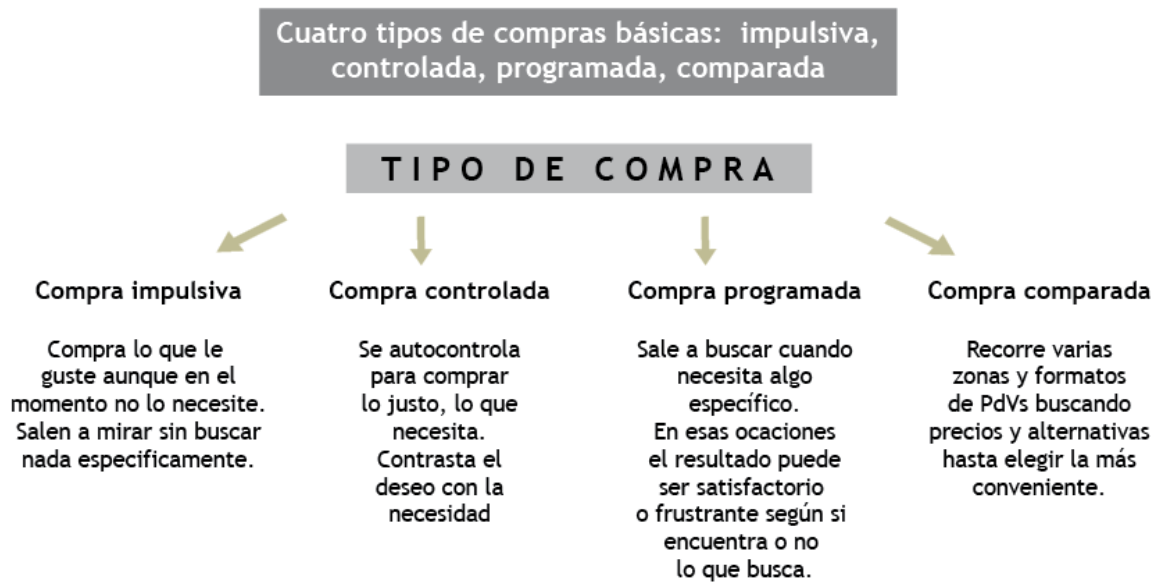 Cuatro tipos de compras básicas: impulsiva,
controlada, programada, comparada
TIPO DE COMPRA
Compra impulsiva
Compra lo que le
guste aunque en el
momento no lo necesite.
Salen a mirar sin buscar
nada especificamente.
Compra controlada
Se autocontrola
para comprar
lo justo, lo que
necesita.
Contrasta el
deseo con la
necesidad
Compra programada
Sale a buscar cuando
necesita algo
específico.
En esas ocaciones
el resultado puede
ser satisfactorio
o frustrante según si
encuentra o no
lo que busca.
Compra comparada
Recorre varias
zonas y formatos
de PdVs buscando
precios y alternativas
hasta elegir la más
conveniente.